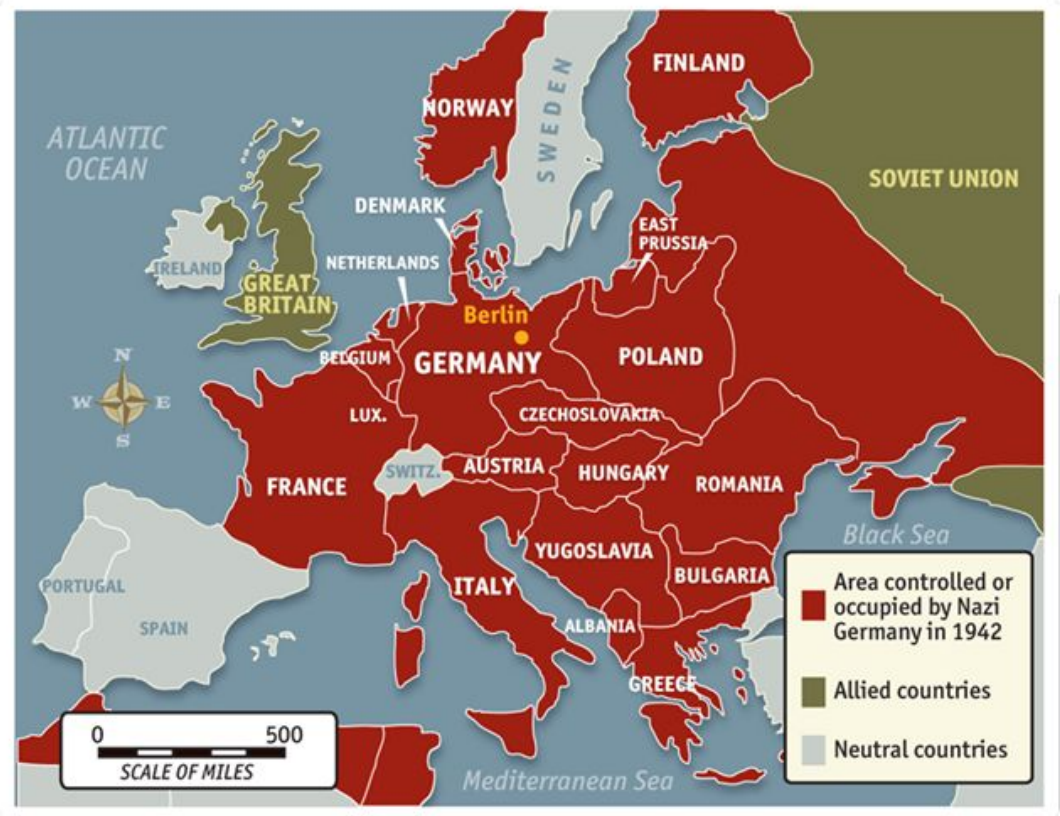 FINLAND
NORWAY
SWEDEN
ATLANTIC
OCEAN
SOVIET UNION
DENMARK
EAST
PRUSSIA
NETHERLANDS
IRELAND
GREAT
BRITAIN
Berlin
BELGIUM
GERMANY
POLAND
N
W
E
S
LUX.
CZECHOSLOVAKIA
SWITZ.
AUSTRIA
HUNGARY
FRANCE
ROMANIA
Black Sea
YUGOSLAVIA
BULGARIA
PORTUGAL
ITALY
SPAIN
ALBANIA
GREECE
Area controlled or
occupied by Nazi
Germany in 1942
Allied countries
Neutral countries
0 500
SCALE OF MILES
Mediterranean Sea